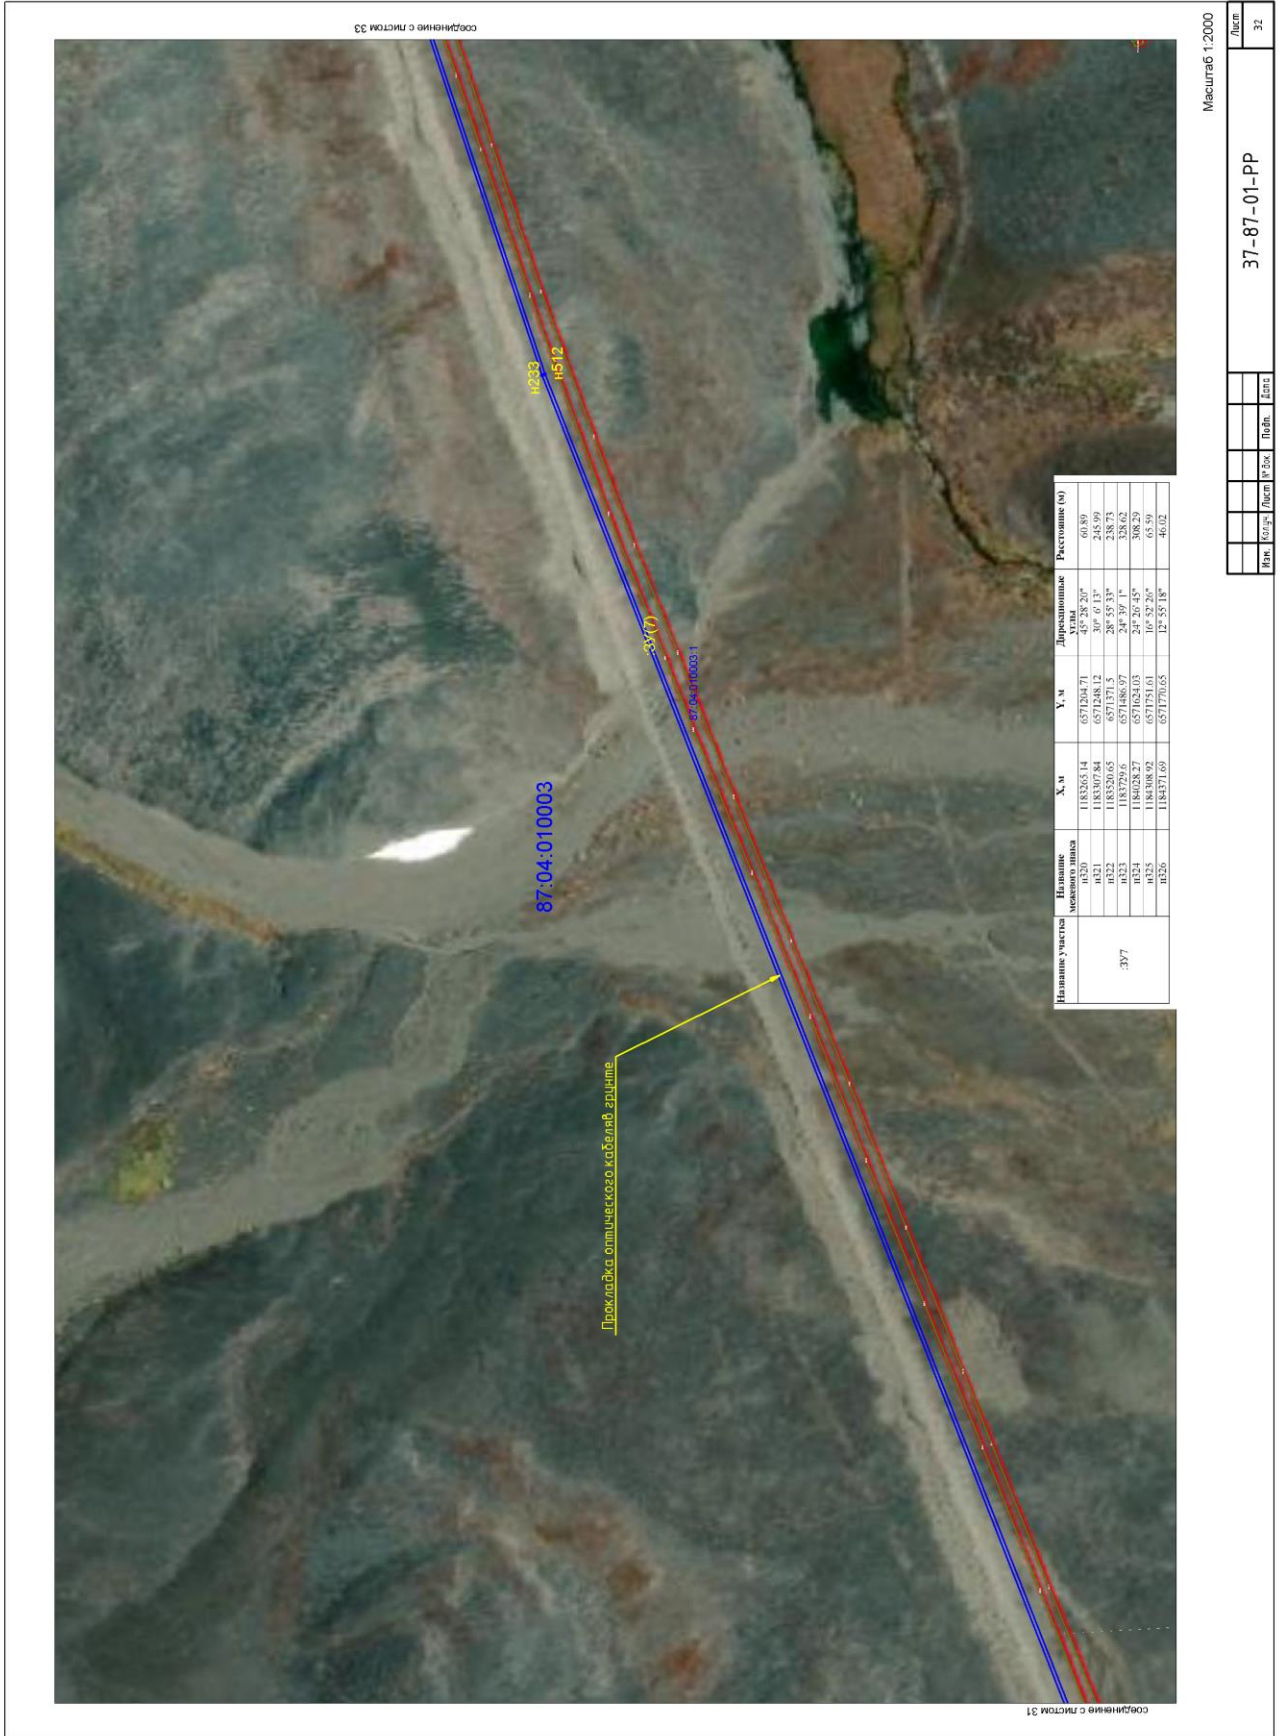 соединение с листом 33
н233
н512
:ЗУ(7)
87:04:010003:1
87:04:010003
Прокладка оптического кабеляв грунте
соединение с листом 31
Название участка Название межевого знака X, м Y, м Дирекционные углы Расстояние (м)
:ЗУ7
н320 1183265.14 6571204.71 45° 28' 20" 60.89
н321 1183307.84 6571248.12 30° 6' 13" 245.99
н322 1183520.65 6571371.5 28° 55' 33" 238.73
н323 1183729.6 6571486.97 24° 39' 1" 328.62
н324 1184028.27 6571624.03 24° 26' 45" 308.29
н325 1184308.92 6571751.61 16° 52' 26" 65.59
н326 1184371.69 6571770.65 12° 55' 18" 46.02
Масштаб 1:2000
Изм. Кол.уч. Лист № док. Подп. Дата
37-87-01-РР
Лист
32